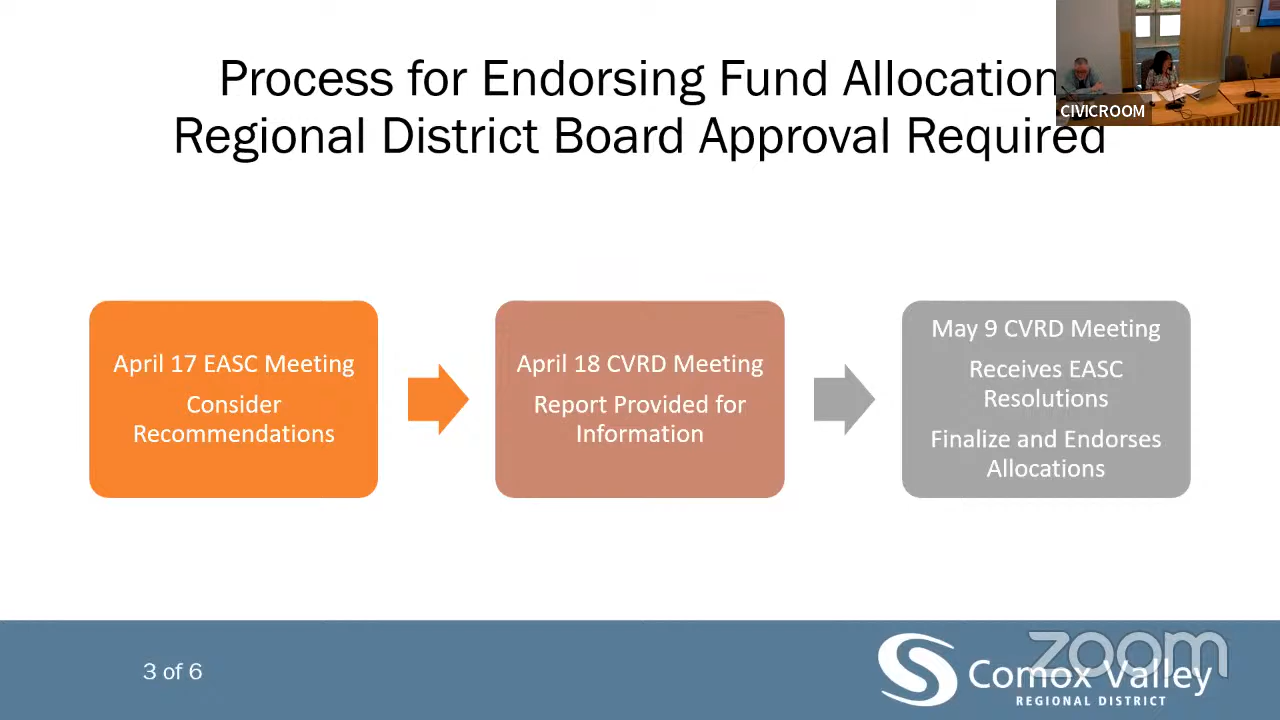 Process for Endorsing Fund Allocation
Regional District Board Approval Required
CIVICROOM
April 17 EASC Meeting
Consider
Recommendations
April 18 CVRD Meeting
Report Provided for
Information
May 9 CVRD Meeting
Receives EASC
Resolutions
Finalize and Endorses
Allocations
3 of 6
zoom
Comox Valley
REGIONAL DISTRICT